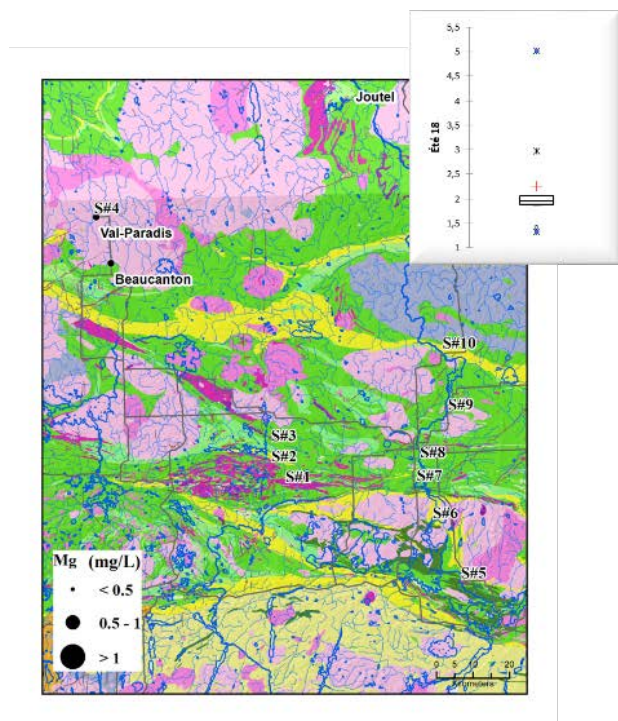 5,5
5
4,5
4
3,5
3
2,5
2
1,5
1
Été 18
Joutel
S#4
Val-Paradis
Beaucanton
S#10
S#9
S#3
S#8
S#2
S#1
S#7
S#6
S#5
Mg (mg/L)
< 0.5
0.5 - 1
> 1
0 5 10 20
Kilometers